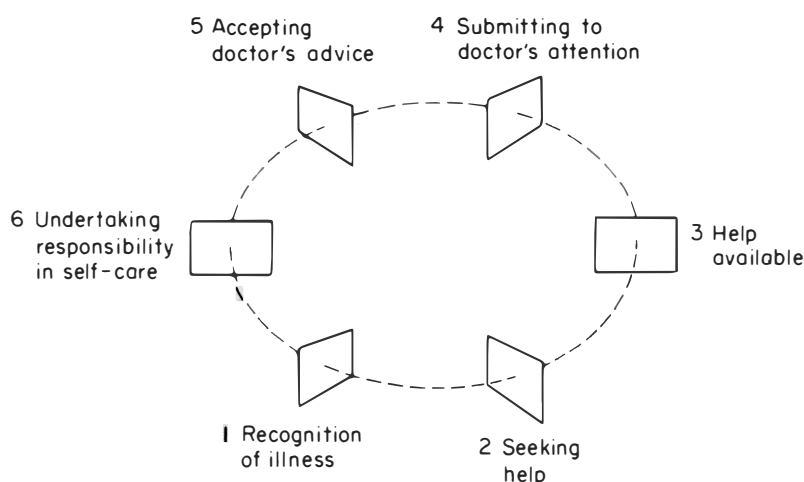 5 Accepting
doctor's advice
4 Submitting to
doctor's attention
6 Undertaking
responsibility
in self-care
3 Help
available
1 Recognition
of illness
2 Seeking
help